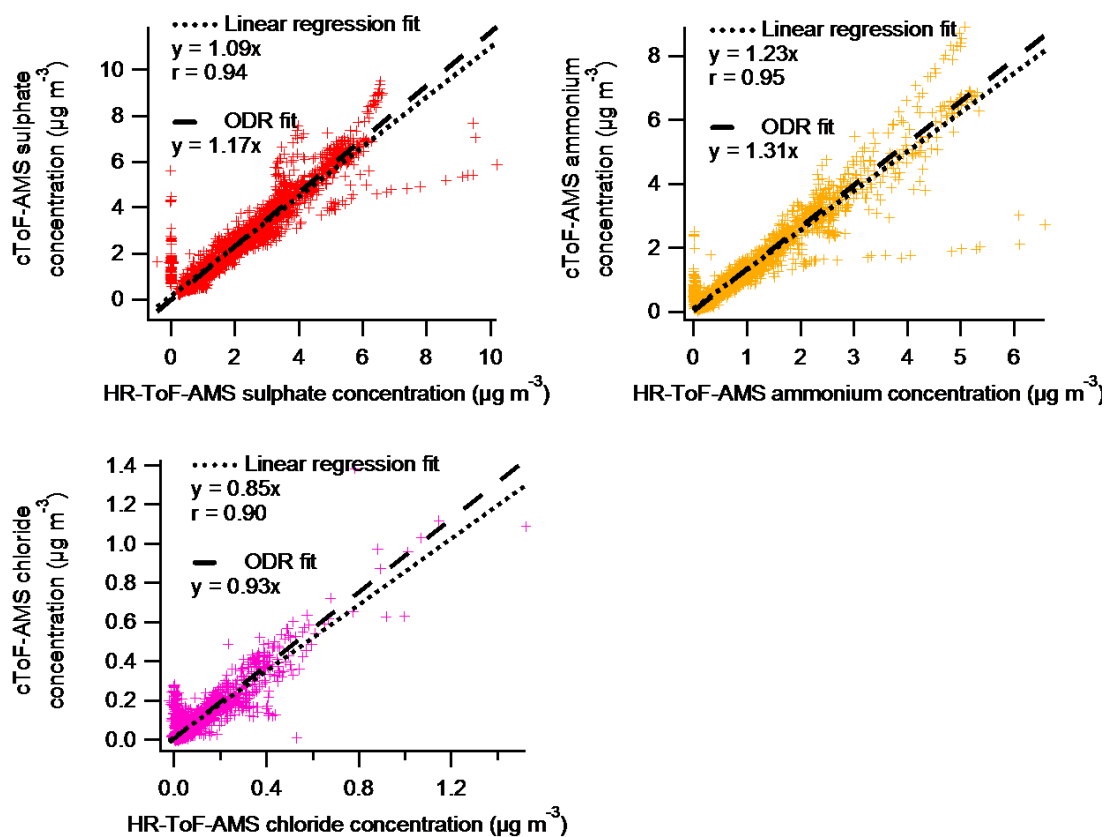 Linear regression fit
y = 1.09x
r = 0.94
ODR fit
y = 1.17x
cToF-AMS sulphate
concentration (µg m⁻³)
10
8
6
4
2
0
0 2 4 6 8 10
HR-ToF-AMS sulphate concentration (µg m⁻³)
Linear regression fit
y = 1.23x
r = 0.95
ODR fit
y = 1.31x
cToF-AMS ammonium
concentration (µg m⁻³)
8
6
4
2
0
0 1 2 3 4 5 6
HR-ToF-AMS ammonium concentration (µg m⁻³)
Linear regression fit
y = 0.85x
r = 0.90
ODR fit
y = 0.93x
cToF-AMS chloride
concentration (µg m⁻³)
1.4
1.2
1.0
0.8
0.6
0.4
0.2
0.0
0.0 0.4 0.8 1.2
HR-ToF-AMS chloride concentration (µg m⁻³)